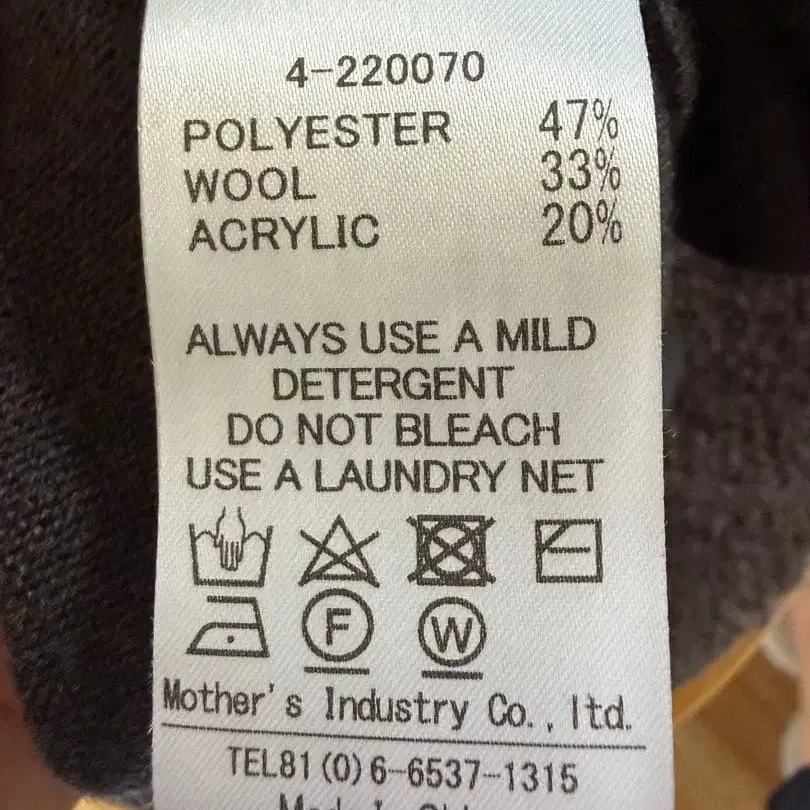 4-220070
POLYESTER 47%
WOOL 33%
ACRYLIC 20%
ALWAYS USE A MILD
DETERGENT
DO NOT BLEACH
USE A LAUNDRY NET
F W
Mother's Industry Co., ltd.
TEL81(0)6-6537-1315